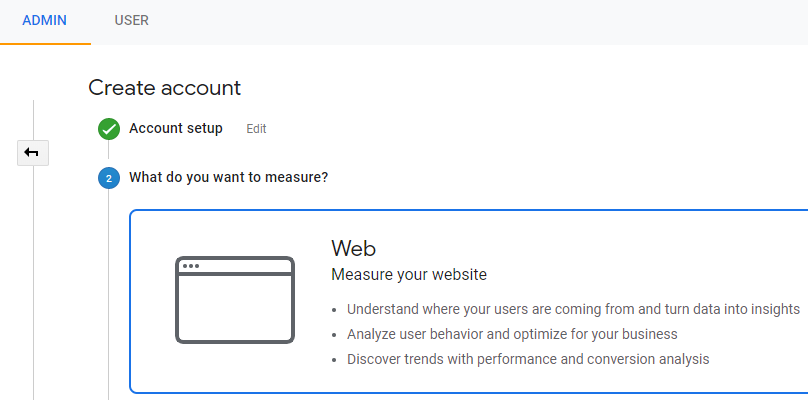 ADMIN USER
Create account
Account setup Edit
2 What do you want to measure?
Web
Measure your website
• Understand where your users are coming from and turn data into insights
• Analyze user behavior and optimize for your business
• Discover trends with performance and conversion analysis